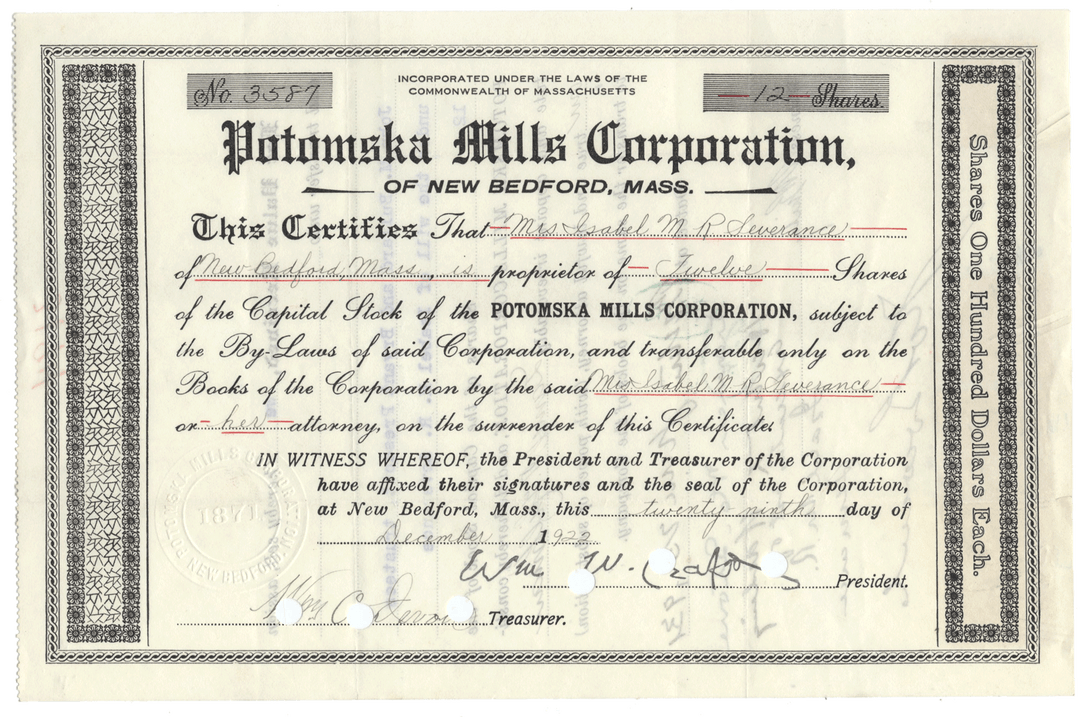 No. 3587
INCORPORATED UNDER THE LAWS OF THE
COMMONWEALTH OF MASSACHUSETTS
12 Shares.
Potomska Mills Corporation,
OF NEW BEDFORD, MASS.
This Certifies That Mrs Isabel M R Severance
of New Bedford, Mass., is proprietor of Twelve Shares
of the Capital Stock of the POTOMSKA MILLS CORPORATION, subject to
the By-Laws of said Corporation, and transferable only on the
Books of the Corporation by the said Mrs Isabel M R Severance
or her attorney, on the surrender of this Certificate.
IN WITNESS WHEREOF, the President and Treasurer of the Corporation
have affixed their signatures and the seal of the Corporation,
at New Bedford, Mass., this twenty ninth day of
December 1922
Wm W. President.
Wm C. Treasurer.
Shares One Hundred Dollars Each.
POTOMSKA MILLS CORPORATION
1871
NEW BEDFORD